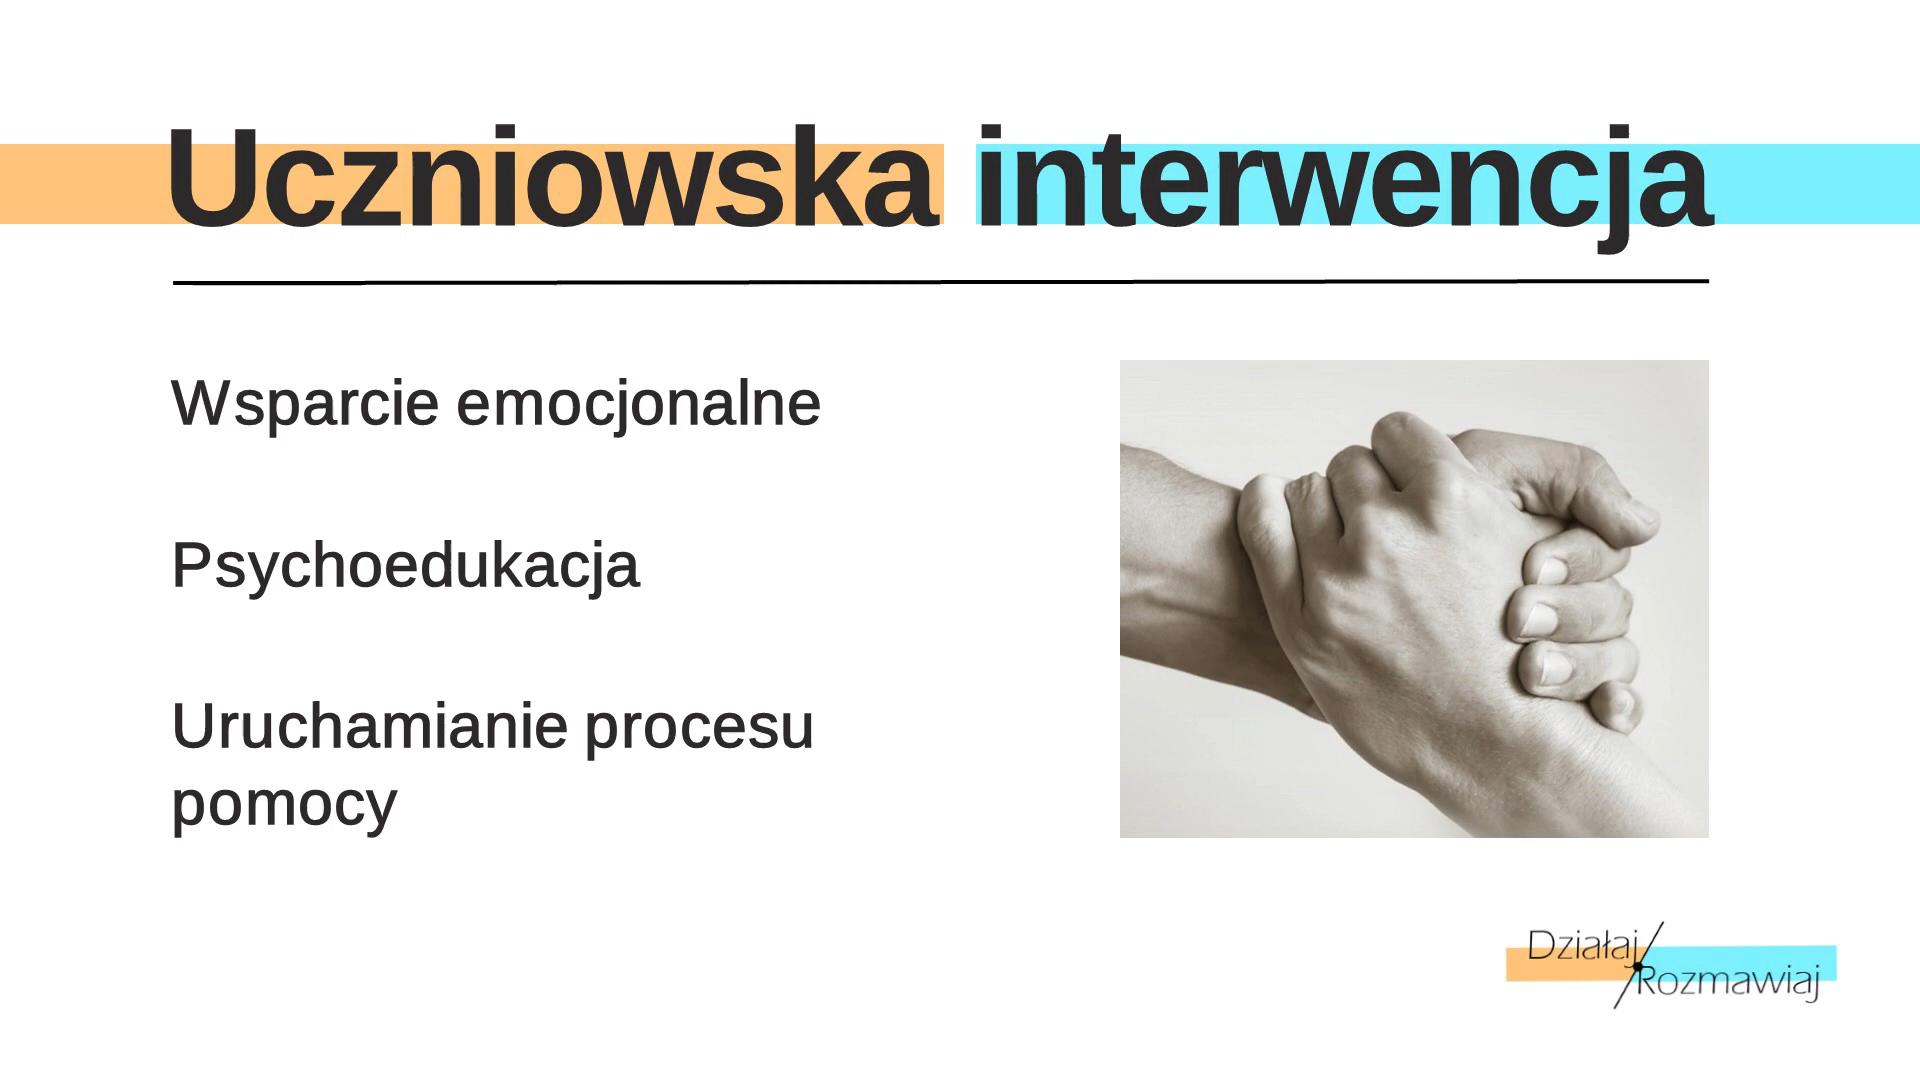 Uczniowska interwencja
Wsparcie emocjonalne
Psychoedukacja
Uruchamianie procesu
pomocy
Działaj
Rozmawiaj